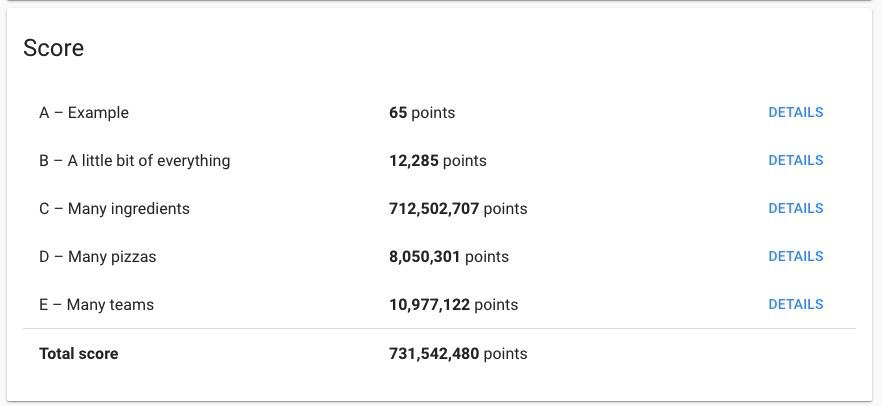 Score
A – Example 65 points DETAILS
B – A little bit of everything 12,285 points DETAILS
C – Many ingredients 712,502,707 points DETAILS
D – Many pizzas 8,050,301 points DETAILS
E – Many teams 10,977,122 points DETAILS
Total score 731,542,480 points